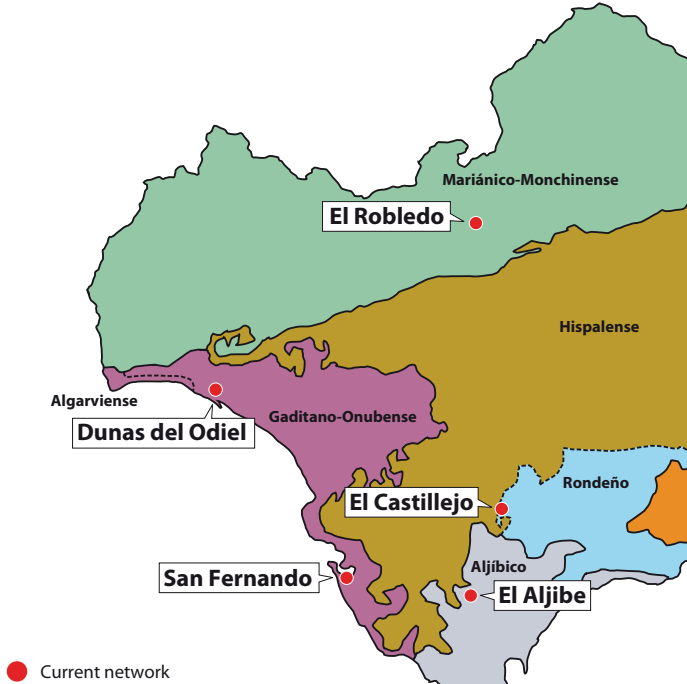 Mariánico-Monchinense
El Robledo
Hispalense
Algarviense
Gaditano-Onubense
Dunas del Odiel
Rondeño
El Castillejo
Aljíbico
San Fernando
El Aljibe
Current network